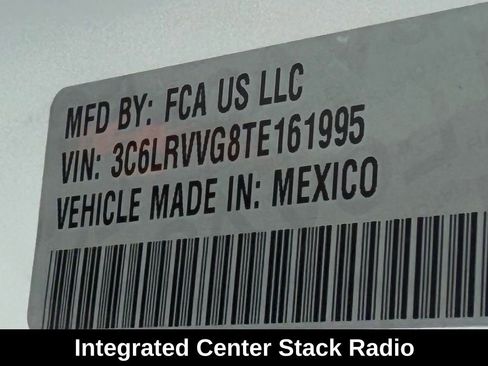 MFD BY: FCA US LLC
VIN: 3C6LRVVG8TE161995
VEHICLE MADE IN: MEXICO
Integrated Center Stack Radio